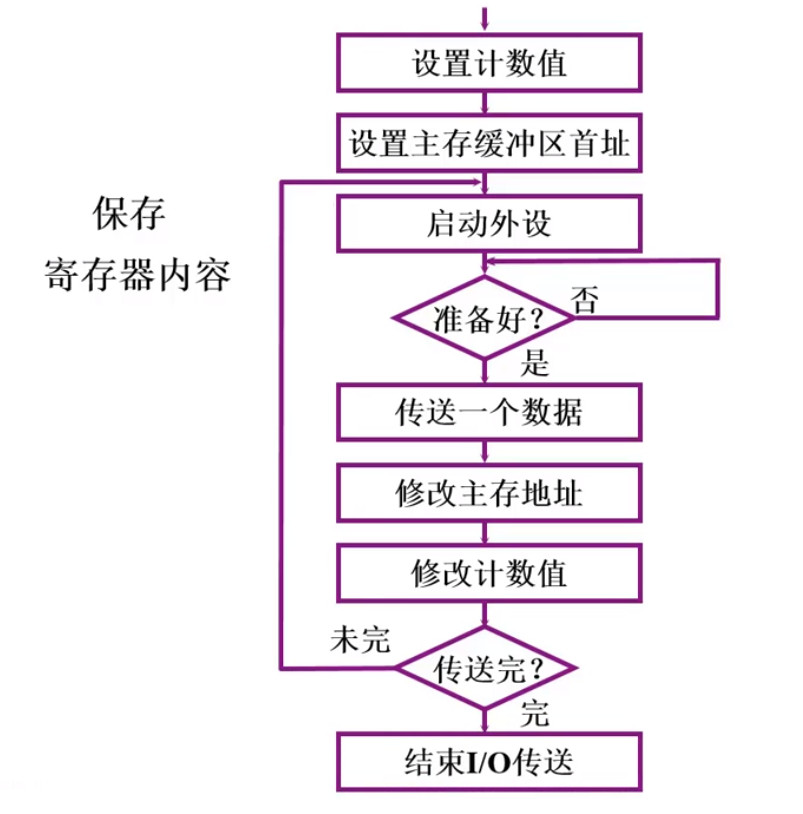 设置计数值
设置主存缓冲区首址
保存
寄存器内容
启动外设
否
准备好?
是
传送一个数据
修改主存地址
修改计数值
未完
传送完?
完
结束I/O传送